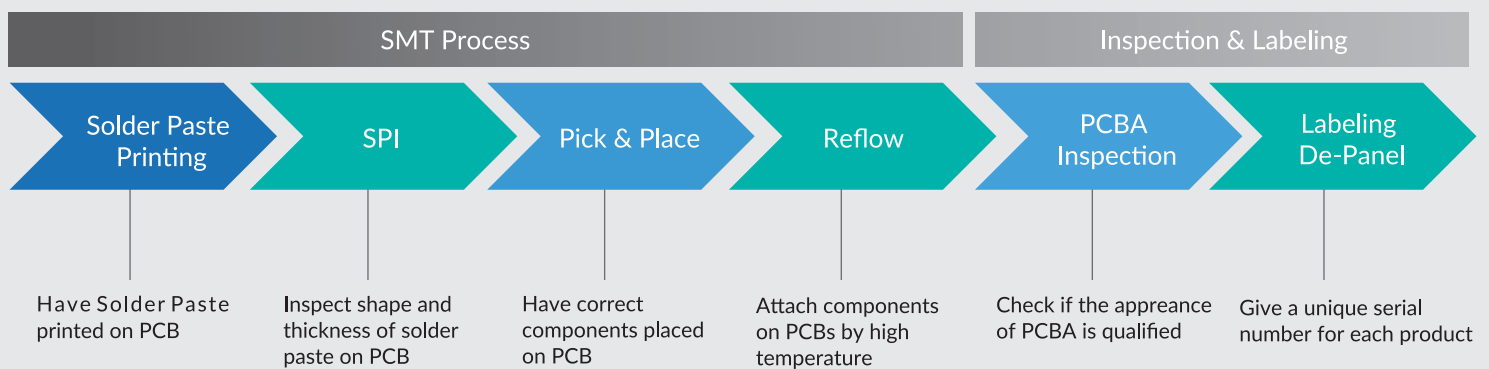 SMT Process
Inspection & Labeling
Solder Paste
Printing
SPI
Pick & Place
Reflow
PCBA
Inspection
Labeling
De-Panel
Have Solder Paste
printed on PCB
Inspect shape and
thickness of solder
paste on PCB
Have correct
components placed
on PCB
Attach components
on PCBs by high
temperature
Check if the appreance
of PCBA is qualified
Give a unique serial
number for each product